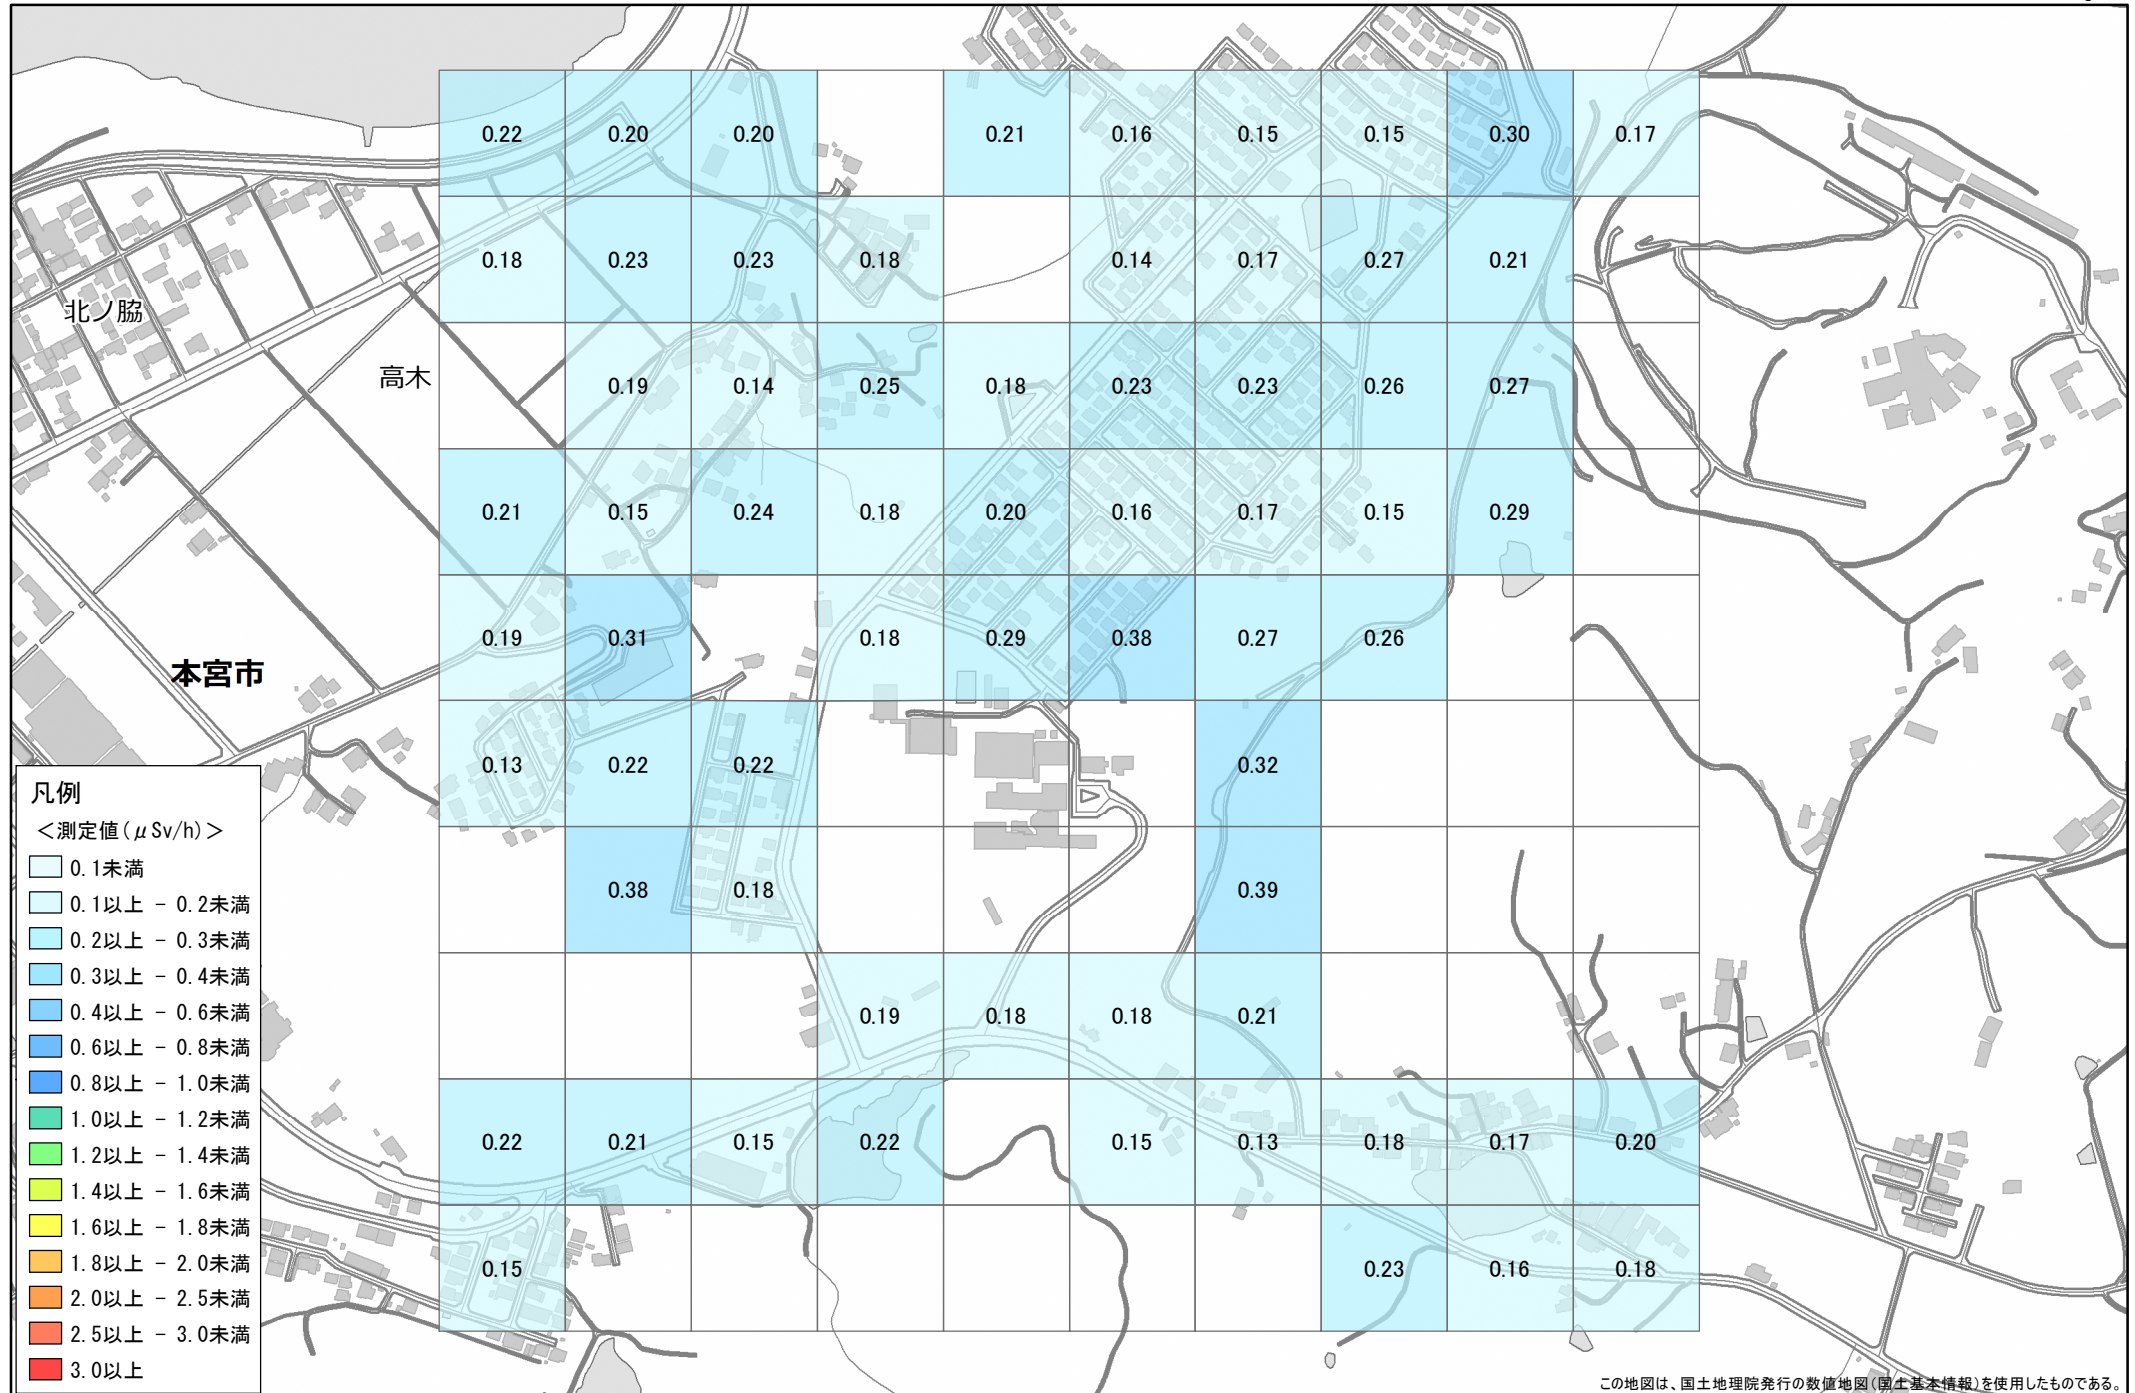 0.22 0.20 0.20 0.21 0.16 0.15 0.15 0.30 0.17
0.18 0.23 0.23 0.18 0.14 0.17 0.27 0.21
北ノ脇
高木
0.19 0.14 0.25 0.18 0.23 0.23 0.26 0.27
0.21 0.15 0.24 0.18 0.20 0.16 0.17 0.15 0.29
0.19 0.31 0.18 0.29 0.38 0.27 0.26
本宮市
0.13 0.22 0.22 0.32
0.38 0.18 0.39
0.19 0.18 0.18 0.21
0.22 0.21 0.15 0.22 0.15 0.13 0.18 0.17 0.20
0.15 0.23 0.16 0.18
凡例
＜測定値(μSv/h)＞
0.1未満
0.1以上 - 0.2未満
0.2以上 - 0.3未満
0.3以上 - 0.4未満
0.4以上 - 0.6未満
0.6以上 - 0.8未満
0.8以上 - 1.0未満
1.0以上 - 1.2未満
1.2以上 - 1.4未満
1.4以上 - 1.6未満
1.6以上 - 1.8未満
1.8以上 - 2.0未満
2.0以上 - 2.5未満
2.5以上 - 3.0未満
3.0以上
この地図は、国土地理院発行の数値地図(国土基本情報)を使用したものである。